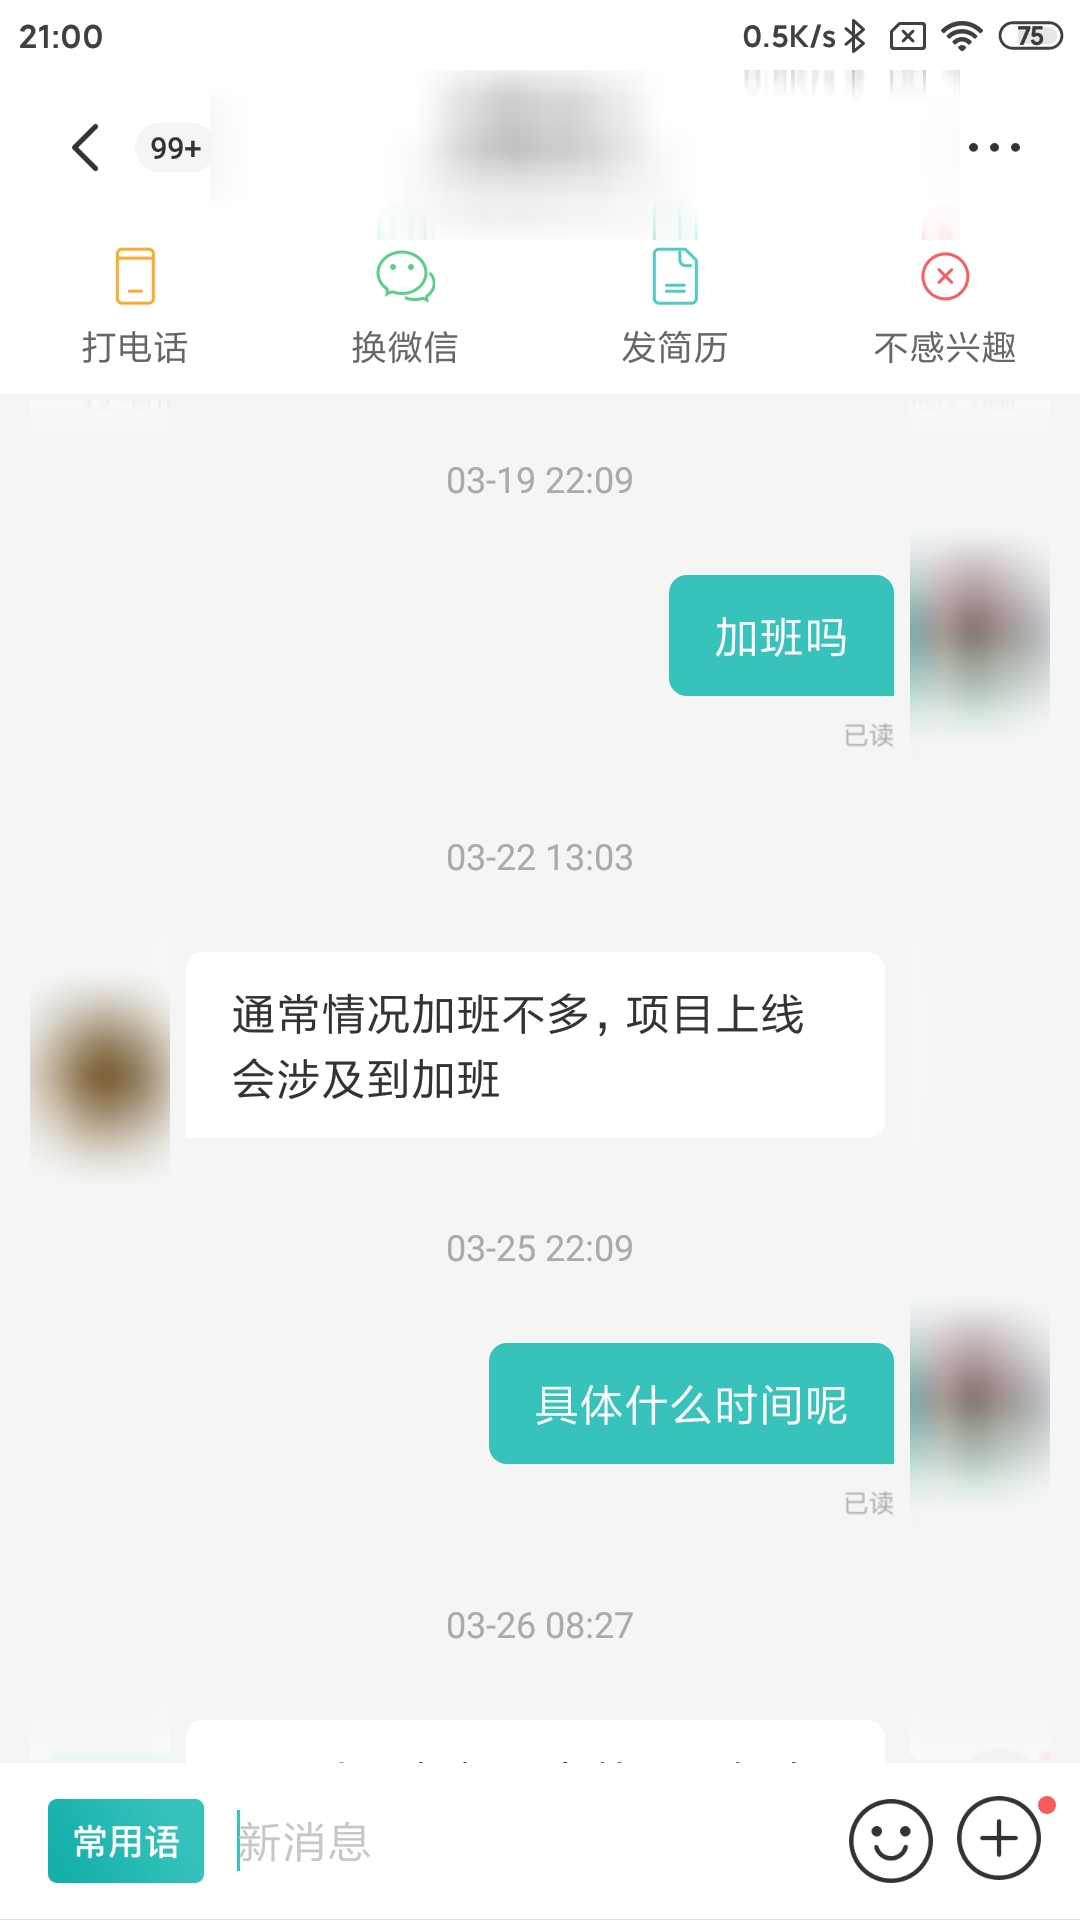 21:00 0.5K/s 75
99+
打电话 换微信 发简历 不感兴趣
03-19 22:09
加班吗
已读
03-22 13:03
通常情况加班不多，项目上线
会涉及到加班
03-25 22:09
具体什么时间呢
已读
03-26 08:27
常用语 新消息